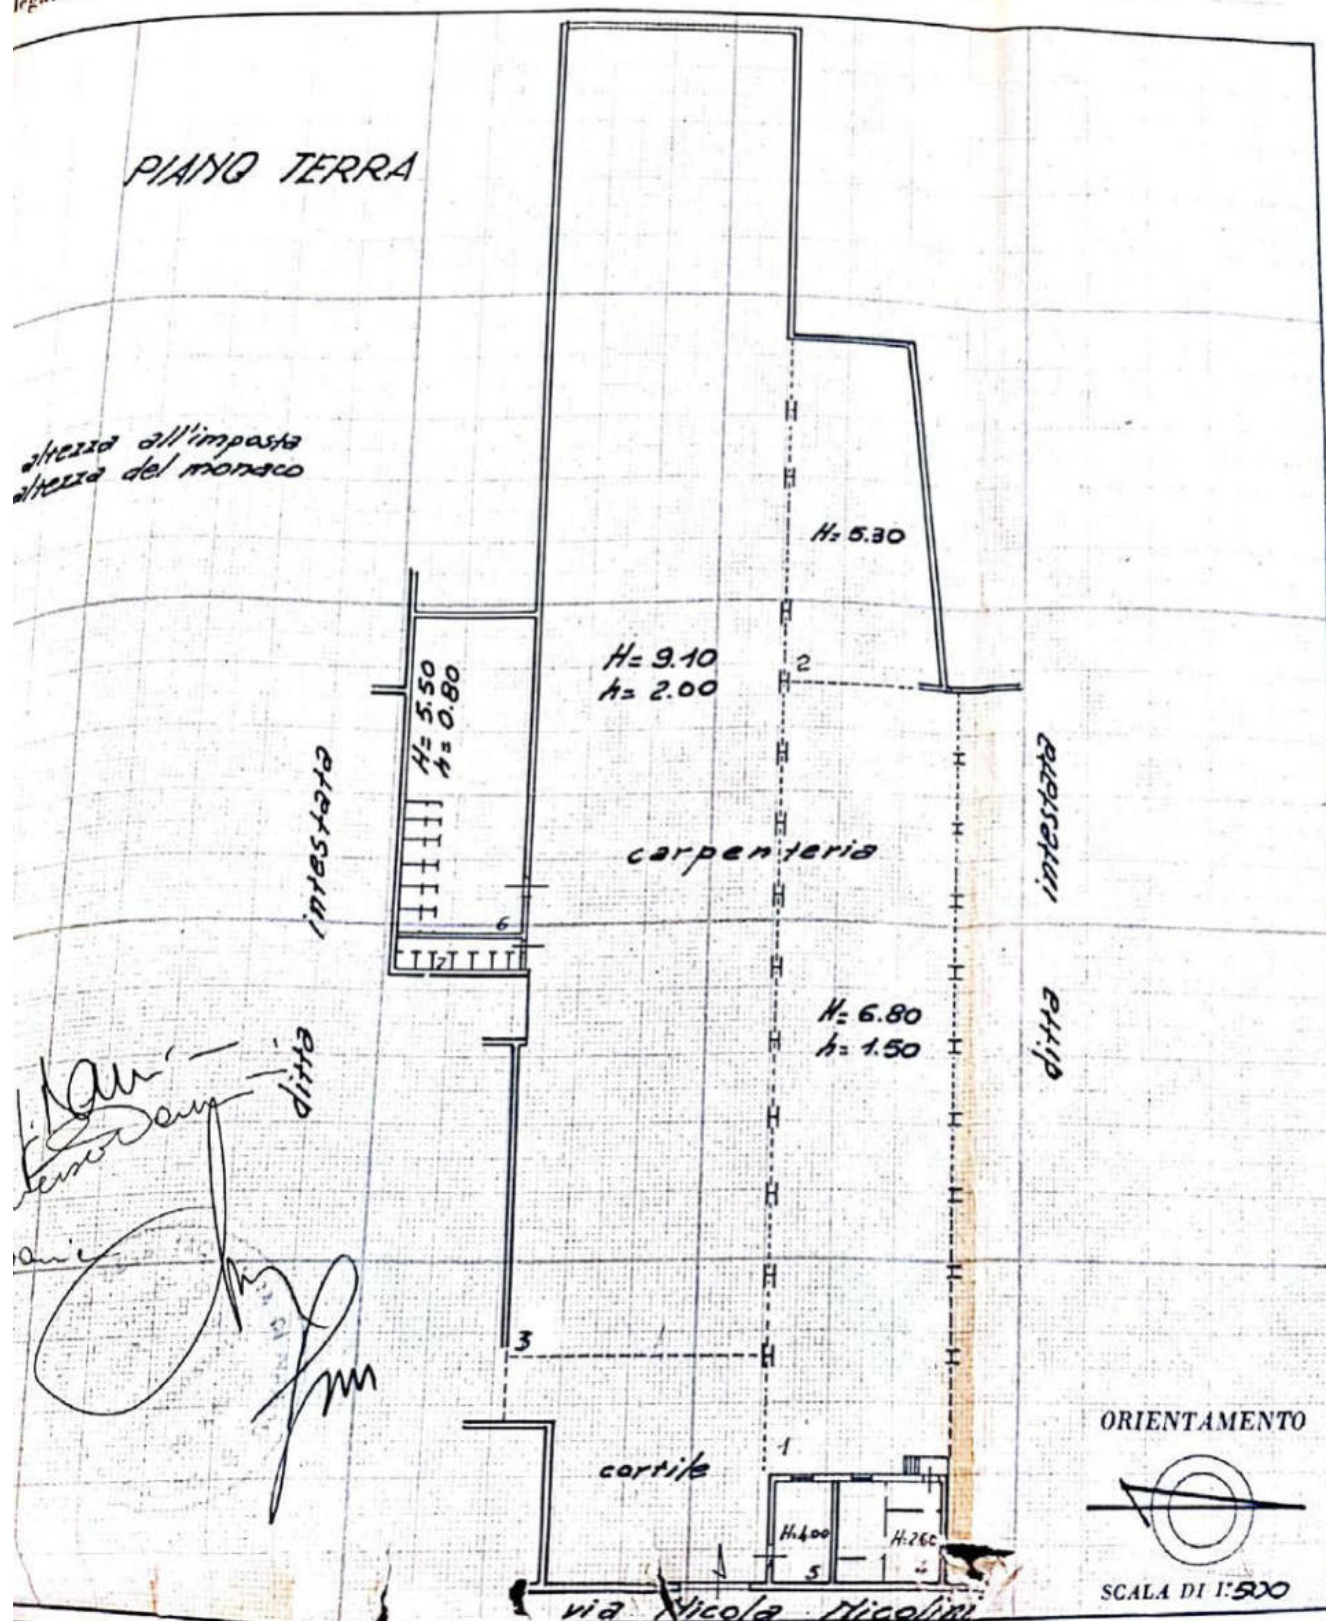 PIANO TERRA
altezza all'imposta
altezza del monaco
H= 5.30
H= 9.10
h= 2.00
2
H= 5.50
h= 0.80
intestata
ditta
carpenteria
intestata
ditta
6
7
H= 6.80
h= 1.50
3
1
cortile
H=4.00
H=2.60
5
via Nicola Nicolini
ORIENTAMENTO
SCALA DI 1:500